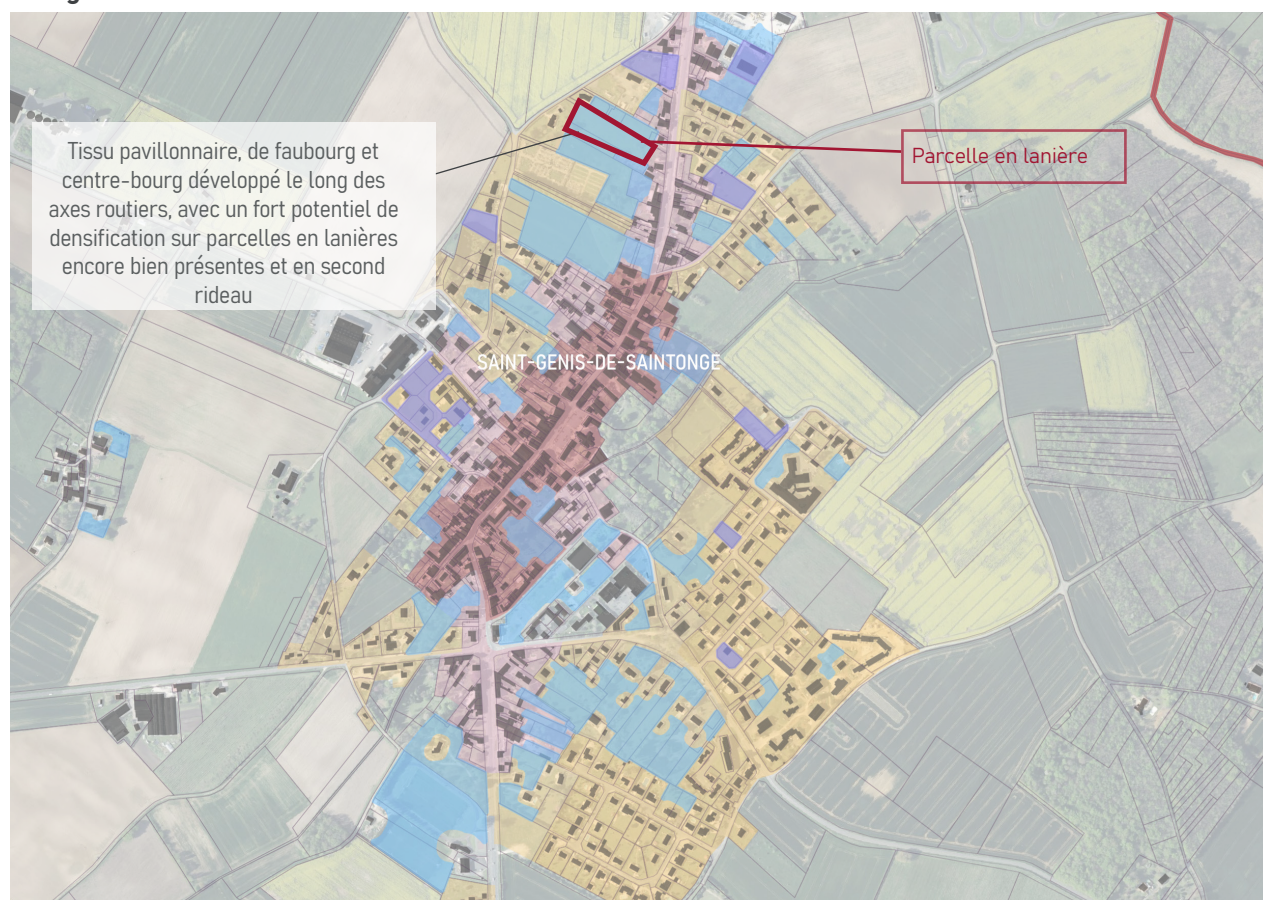 Tissu pavillonnaire, de faubourg et
centre-bourg développé le long des
axes routiers, avec un fort potentiel de
densification sur parcelles en lanières
encore bien présentes et en second
rideau
Parcelle en lanière
SAINT-GENIS-DE-SAINTONGE